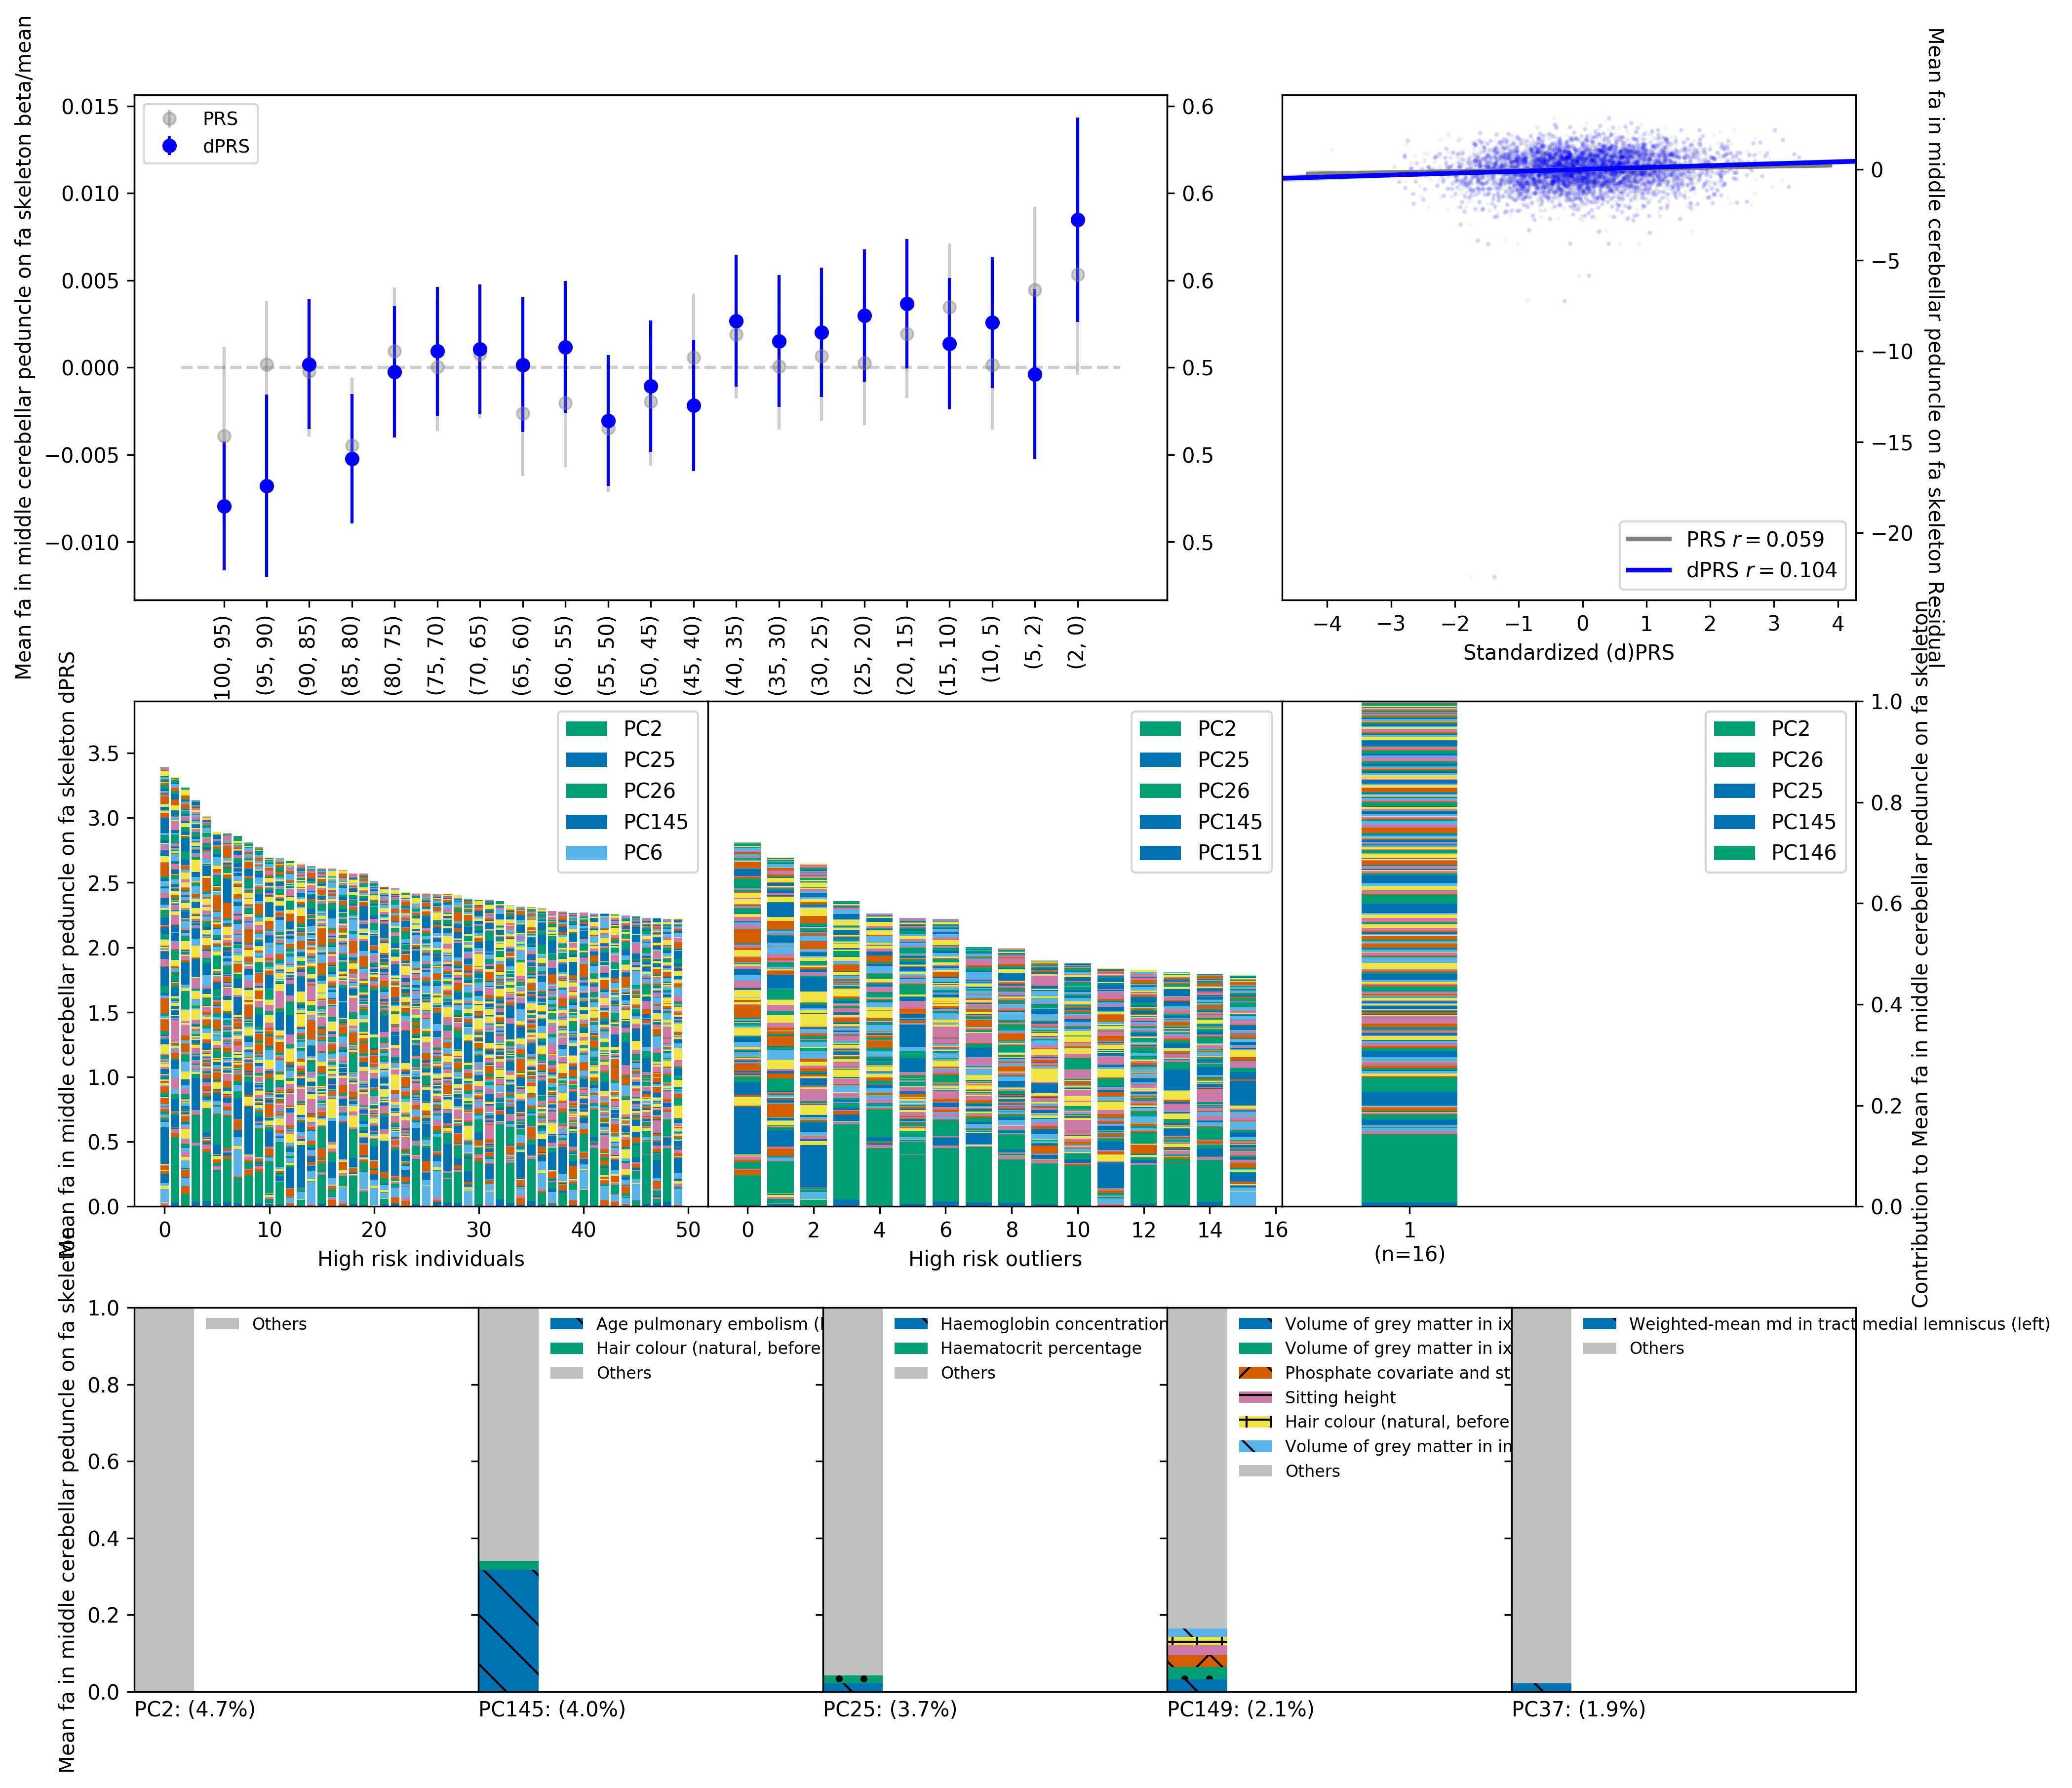 Mean fa in middle cerebellar peduncle on fa skeleton beta/mean
0.015
0.010
0.005
0.000
−0.005
−0.010
PRS
dPRS
0.6
0.6
0.6
0.5
0.5
0.5
100, 95)
(95, 90)
(90, 85)
(85, 80)
(80, 75)
(75, 70)
(70, 65)
(65, 60)
(60, 55)
(55, 50)
(50, 45)
(45, 40)
(40, 35)
(35, 30)
(30, 25)
(25, 20)
(20, 15)
(15, 10)
(10, 5)
(5, 2)
(2, 0)
PRS r = 0.059
dPRS r = 0.104
−4 −3 −2 −1 0 1 2 3 4
Standardized (d)PRS
0
−5
−10
−15
−20
Mean fa in middle cerebellar peduncle on fa skeleton Residual
Mean fa in middle cerebellar peduncle on fa skeleton dPRS
3.5
3.0
2.5
2.0
1.5
1.0
0.5
0.0
PC2
PC25
PC26
PC145
PC6
0 10 20 30 40 50
High risk individuals
PC2
PC25
PC26
PC145
PC151
0 2 4 6 8 10 12 14 16
High risk outliers
PC2
PC26
PC25
PC145
PC146
1
(n=16)
1.0
0.8
0.6
0.4
0.2
0.0
Contribution to Mean fa in middle cerebellar peduncle on fa skeleton
Mean fa in middle cerebellar peduncle on fa skeleton
1.0
0.8
0.6
0.4
0.2
0.0
Others
PC2: (4.7%)
Age pulmonary embolism (
Hair colour (natural, before
Others
PC145: (4.0%)
Haemoglobin concentration
Haematocrit percentage
Others
PC25: (3.7%)
Volume of grey matter in ix
Volume of grey matter in ix
Phosphate covariate and st
Sitting height
Hair colour (natural, before
Volume of grey matter in in
Others
PC149: (2.1%)
Weighted-mean md in tract medial lemniscus (left)
Others
PC37: (1.9%)